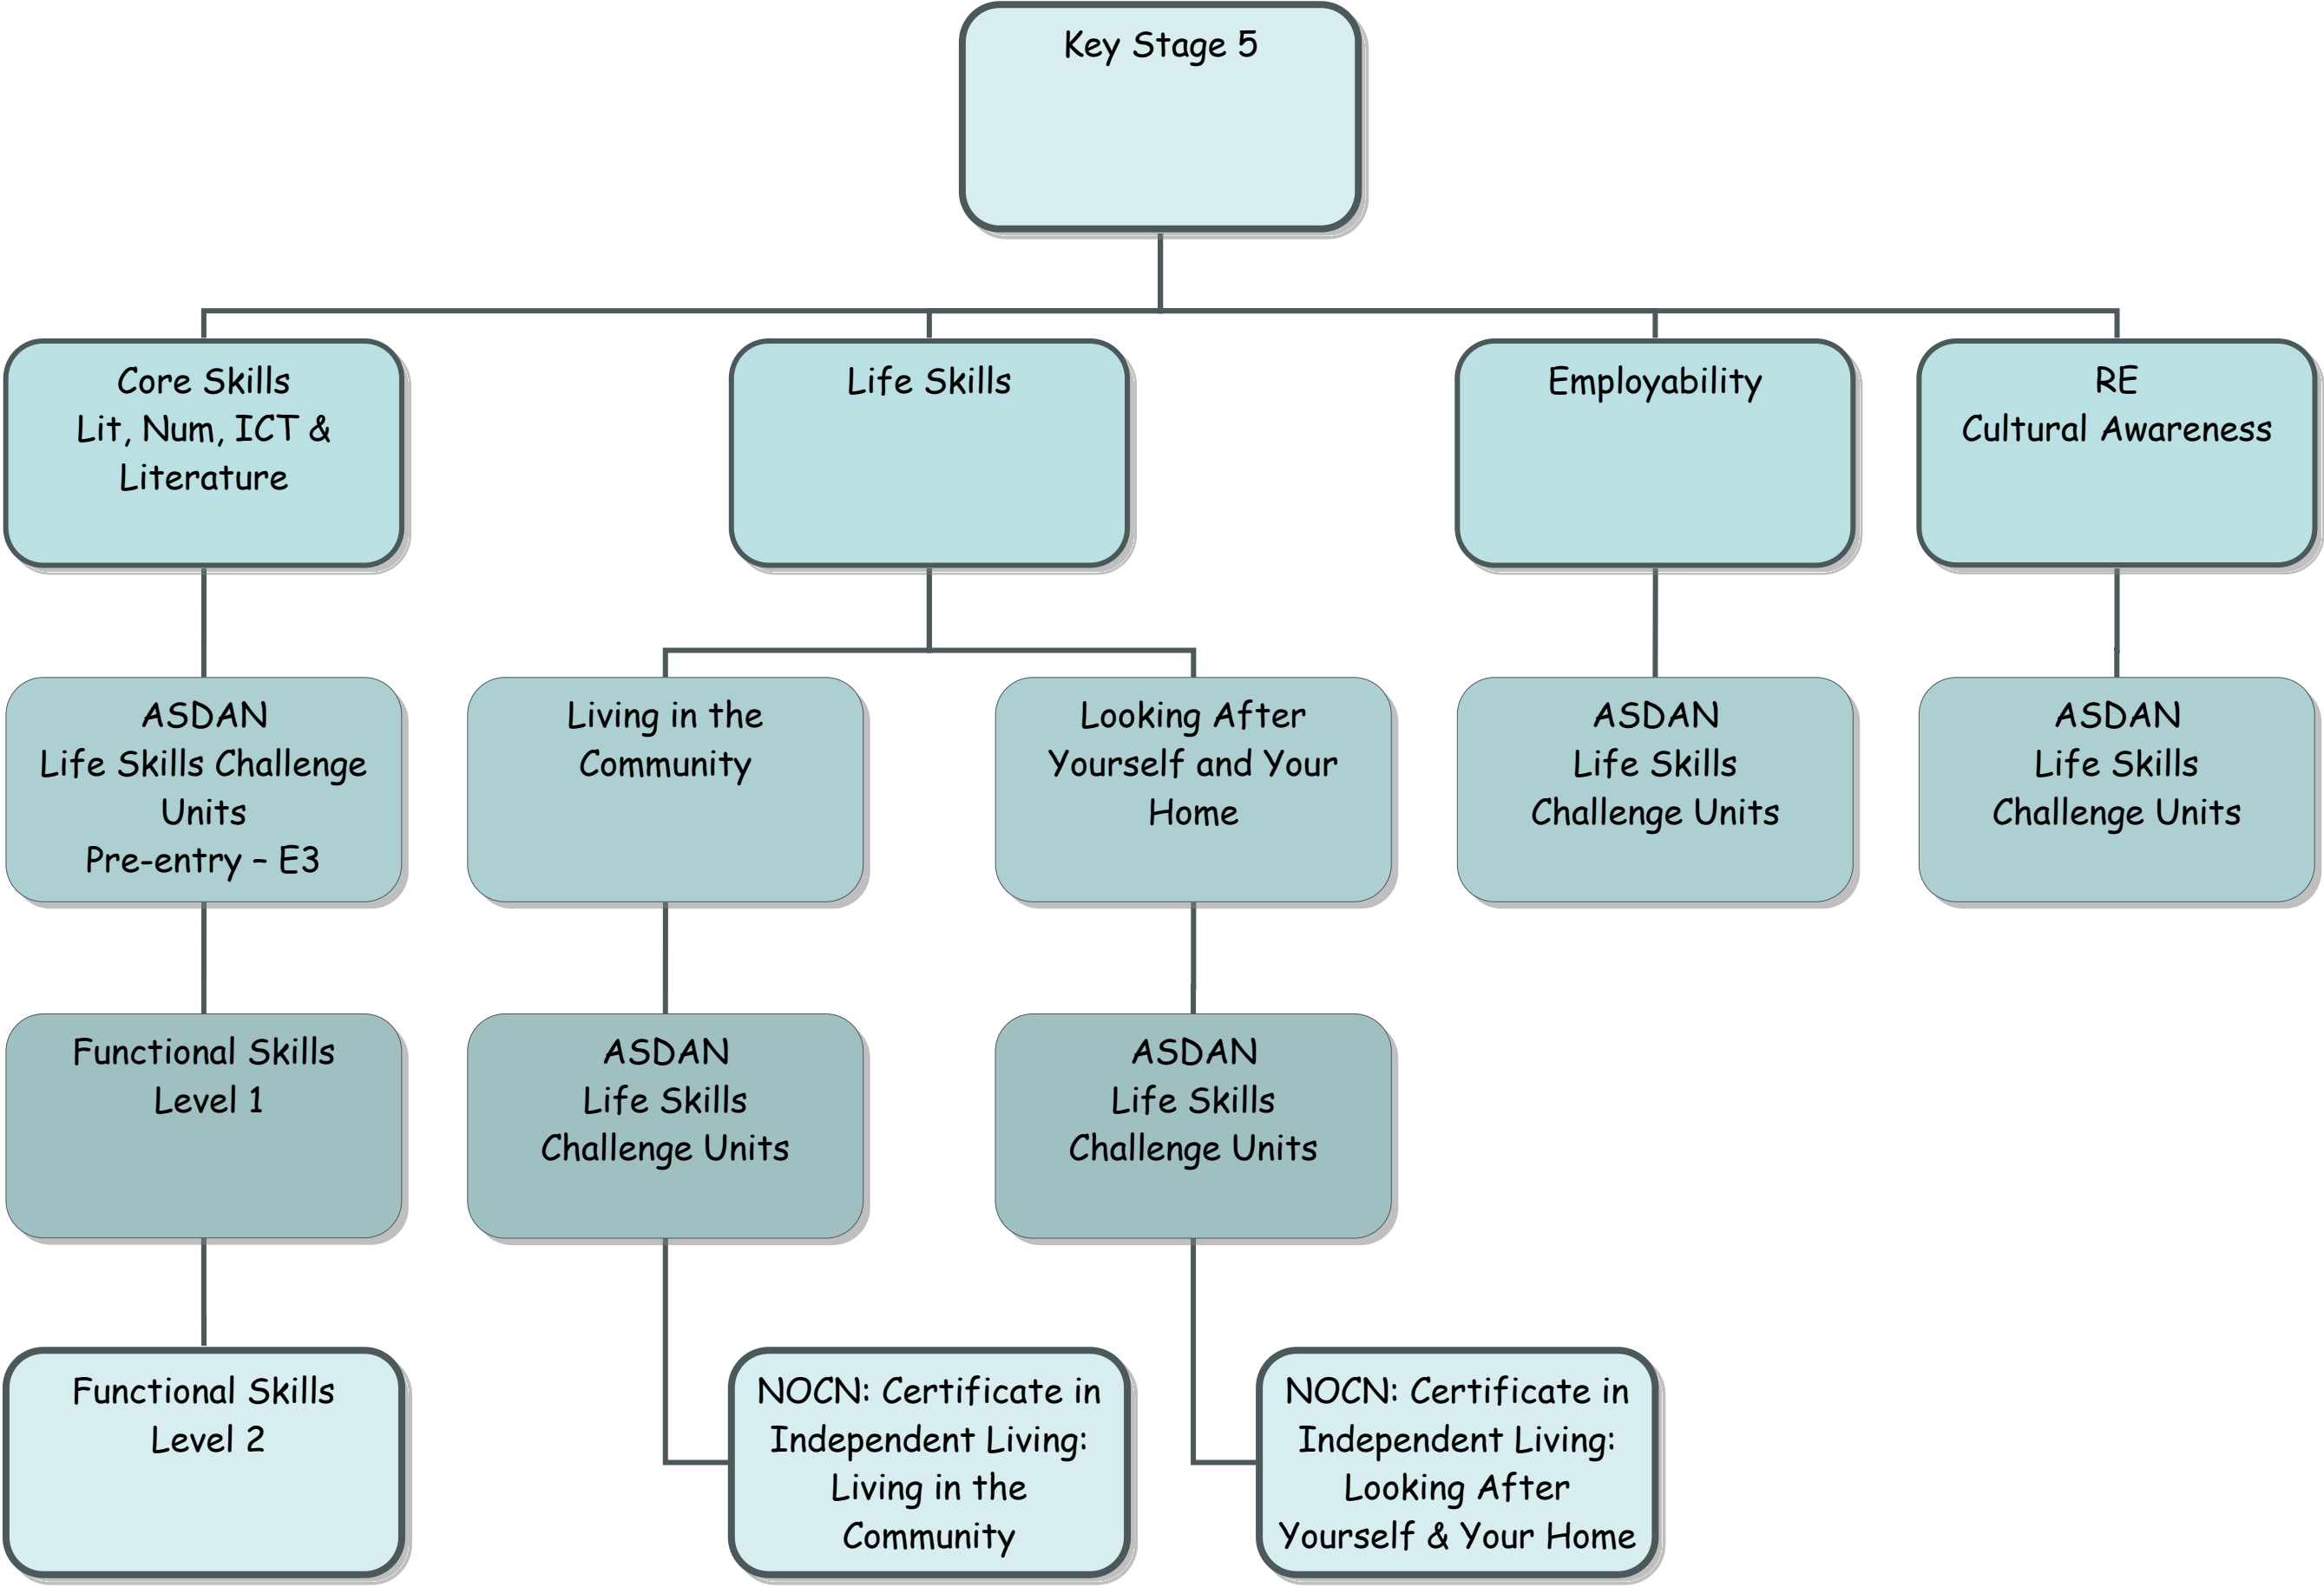 Key Stage 5
Core Skills
Lit, Num, ICT &
Literature
Life Skills
Employability
RE
Cultural Awareness
ASDAN
Life Skills Challenge
Units
Pre-entry - E3
Living in the
Community
Looking After
Yourself and Your
Home
ASDAN
Life Skills
Challenge Units
ASDAN
Life Skills
Challenge Units
Functional Skills
Level 1
ASDAN
Life Skills
Challenge Units
ASDAN
Life Skills
Challenge Units
Functional Skills
Level 2
NOCN: Certificate in
Independent Living:
Living in the
Community
NOCN: Certificate in
Independent Living:
Looking After
Yourself & Your Home